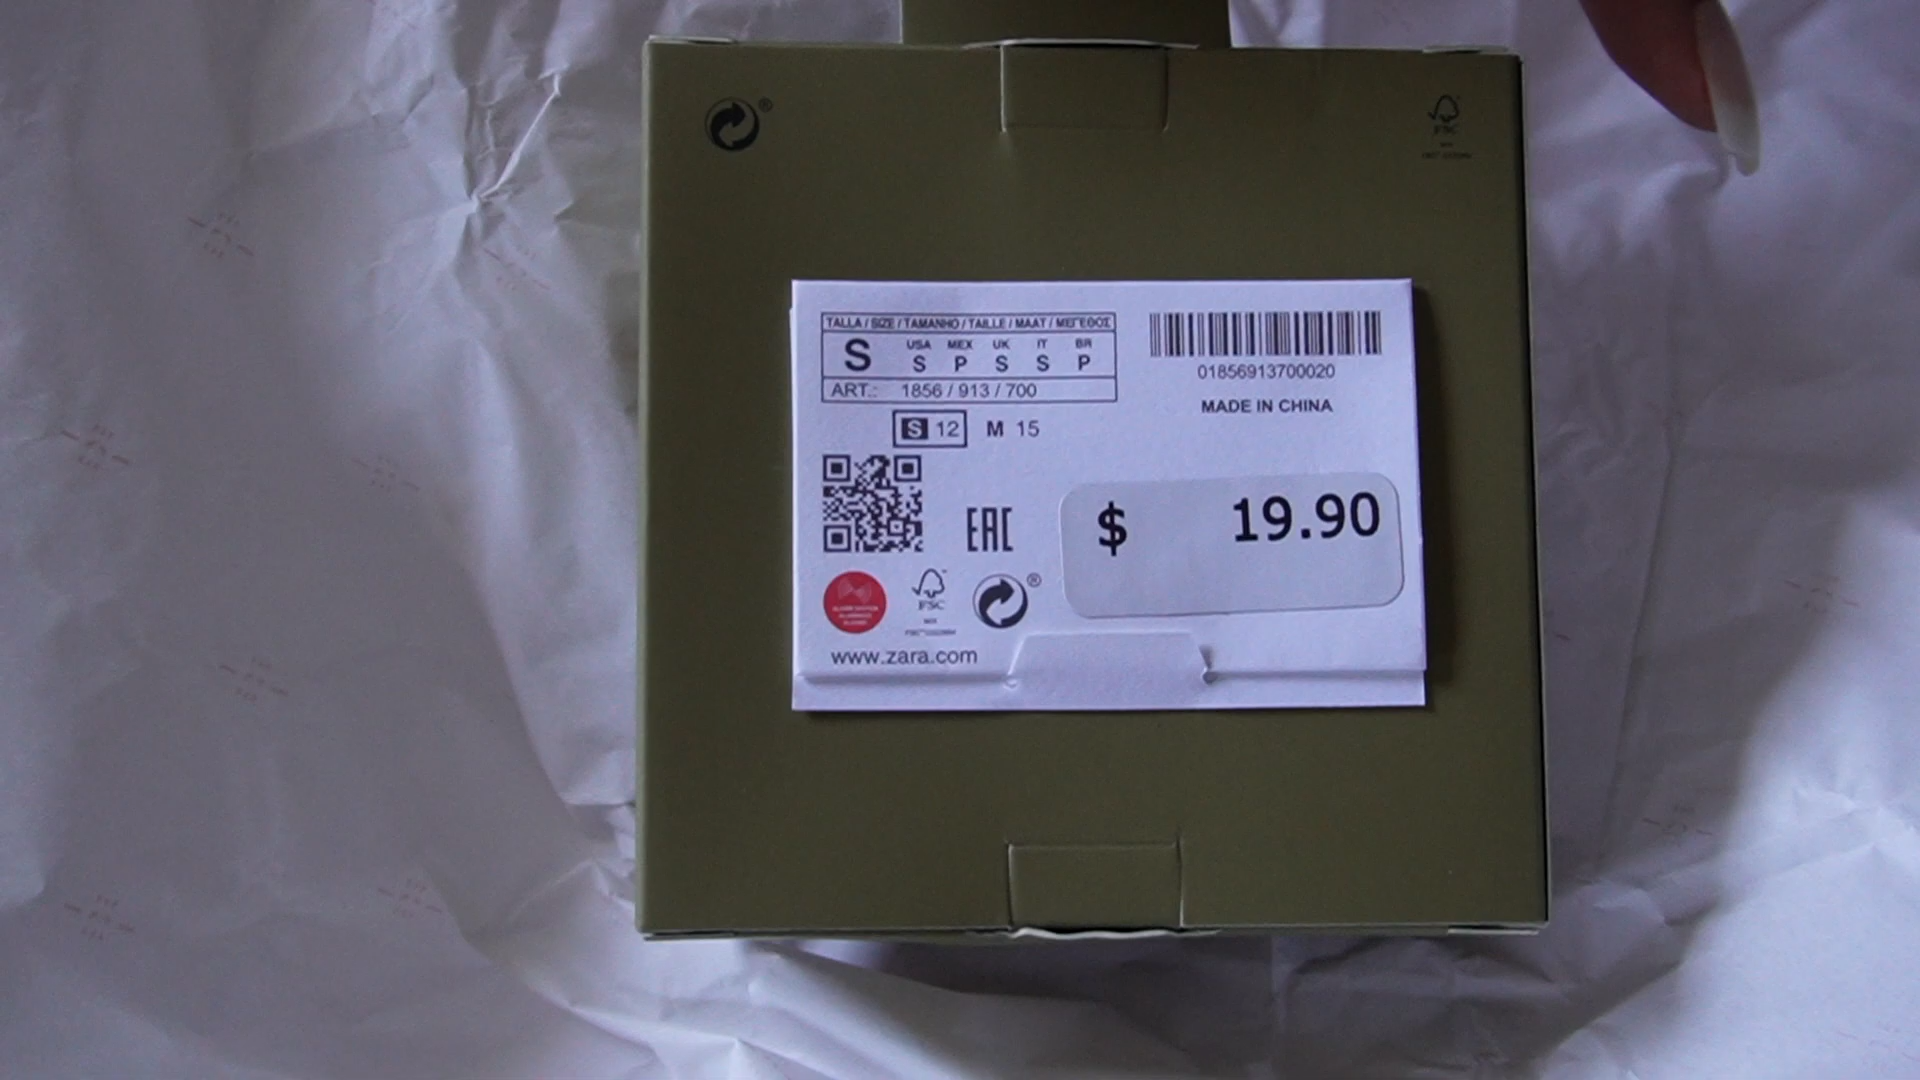 ®
FSC
TALLA / SIZE / TAMANHO / TAILLE / MAAT / ΜΕΓΕΘΟΣ
S
USA MEX UK IT BR
S P S S P
ART.: 1856 / 913 / 700
S 12 M 15
01856913700020
MADE IN CHINA
EAC
$ 19.90
FSC
®
www.zara.com